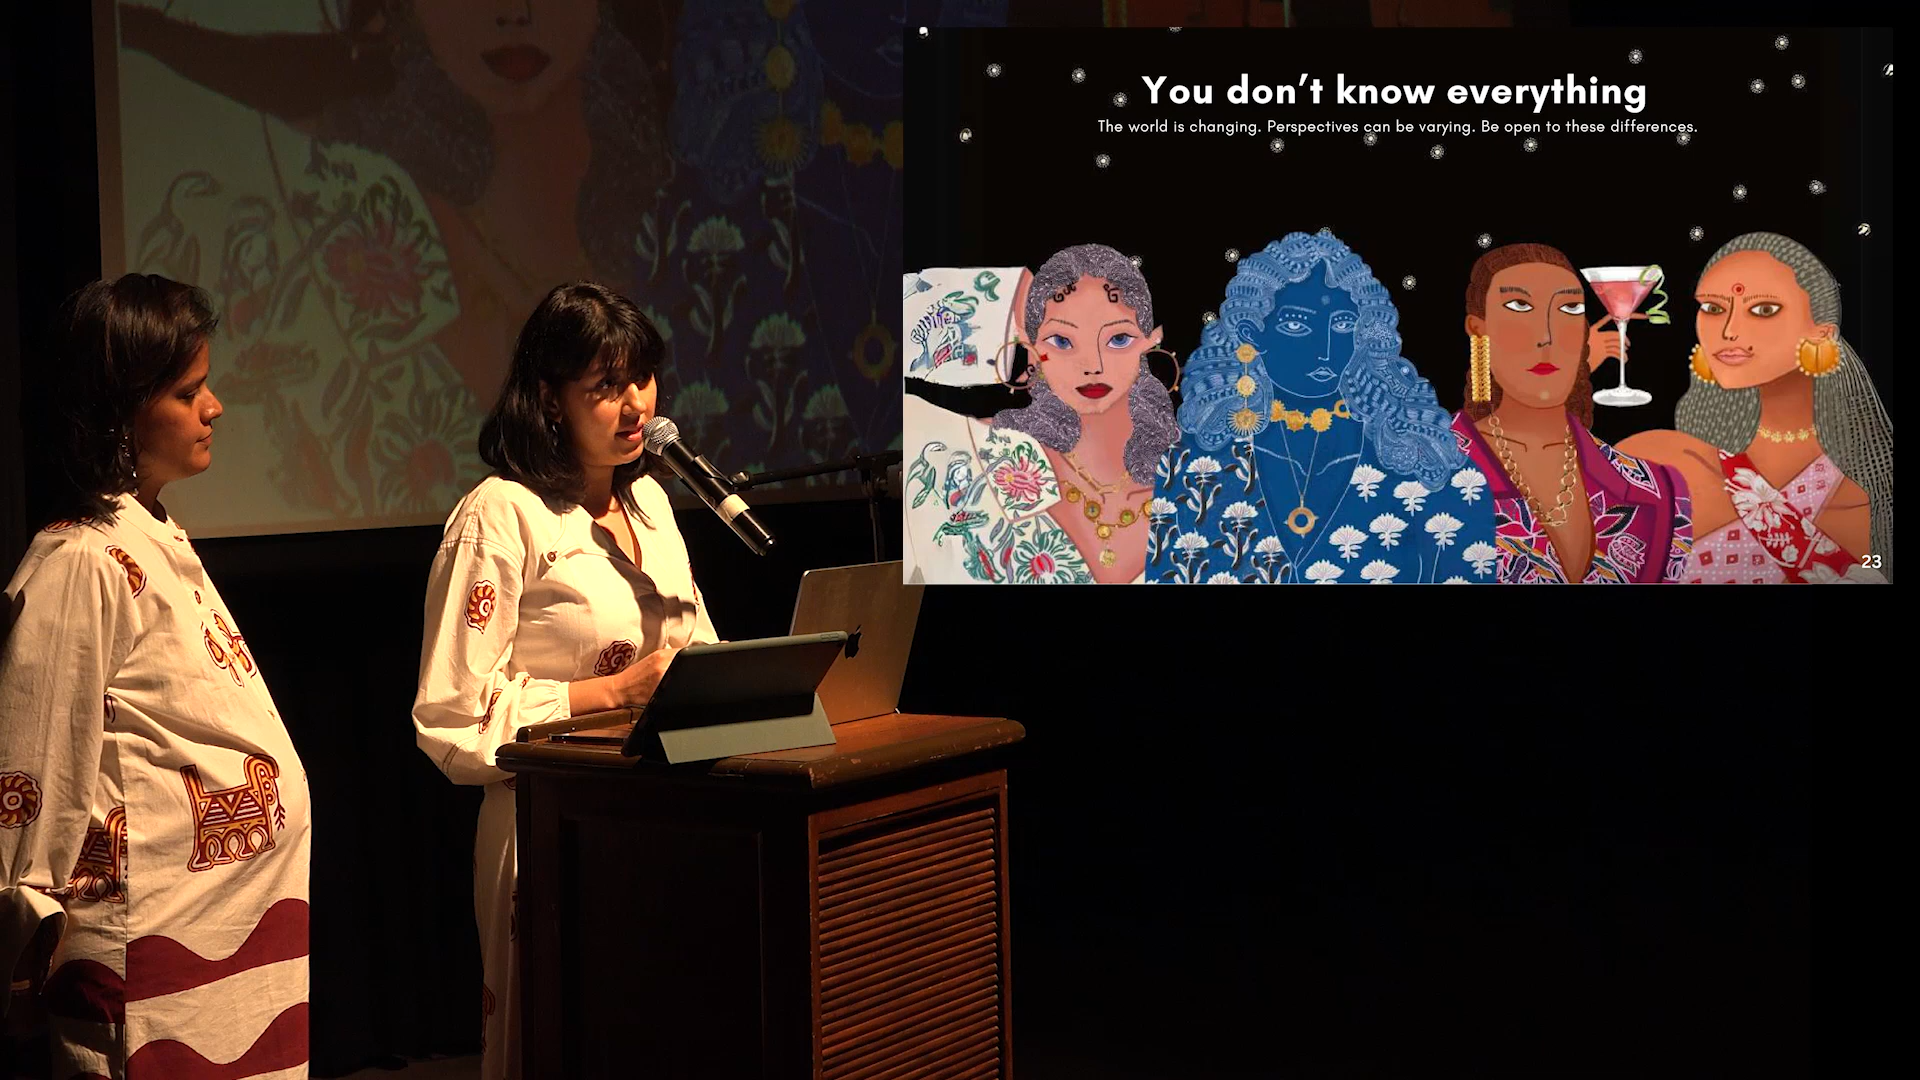 You don’t know everything
The world is changing. Perspectives can be varying. Be open to these differences.
23